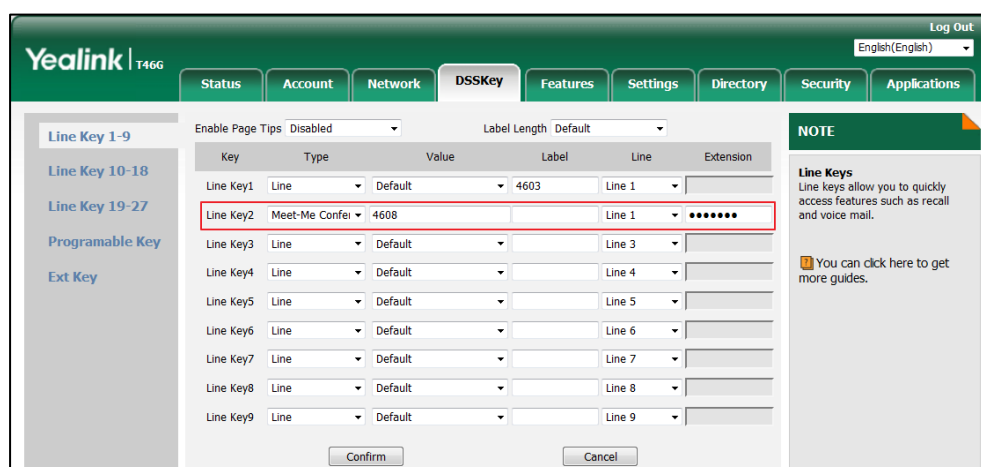 Log Out
Yealink T46G
English(English)
Status Account Network DSSKey Features Settings Directory Security Applications
Line Key 1-9
Line Key 10-18
Line Key 19-27
Programable Key
Ext Key
Enable Page Tips Disabled Label Length Default
Key Type Value Label Line Extension
Line Key1 Line Default 4603 Line 1
Line Key2 Meet-Me Confer 4608 Line 1 •••••••
Line Key3 Line Default Line 3
Line Key4 Line Default Line 4
Line Key5 Line Default Line 5
Line Key6 Line Default Line 6
Line Key7 Line Default Line 7
Line Key8 Line Default Line 8
Line Key9 Line Default Line 9
Confirm Cancel
NOTE
Line Keys
Line keys allow you to quickly
access features such as recall
and voice mail.
? You can click here to get
more guides.